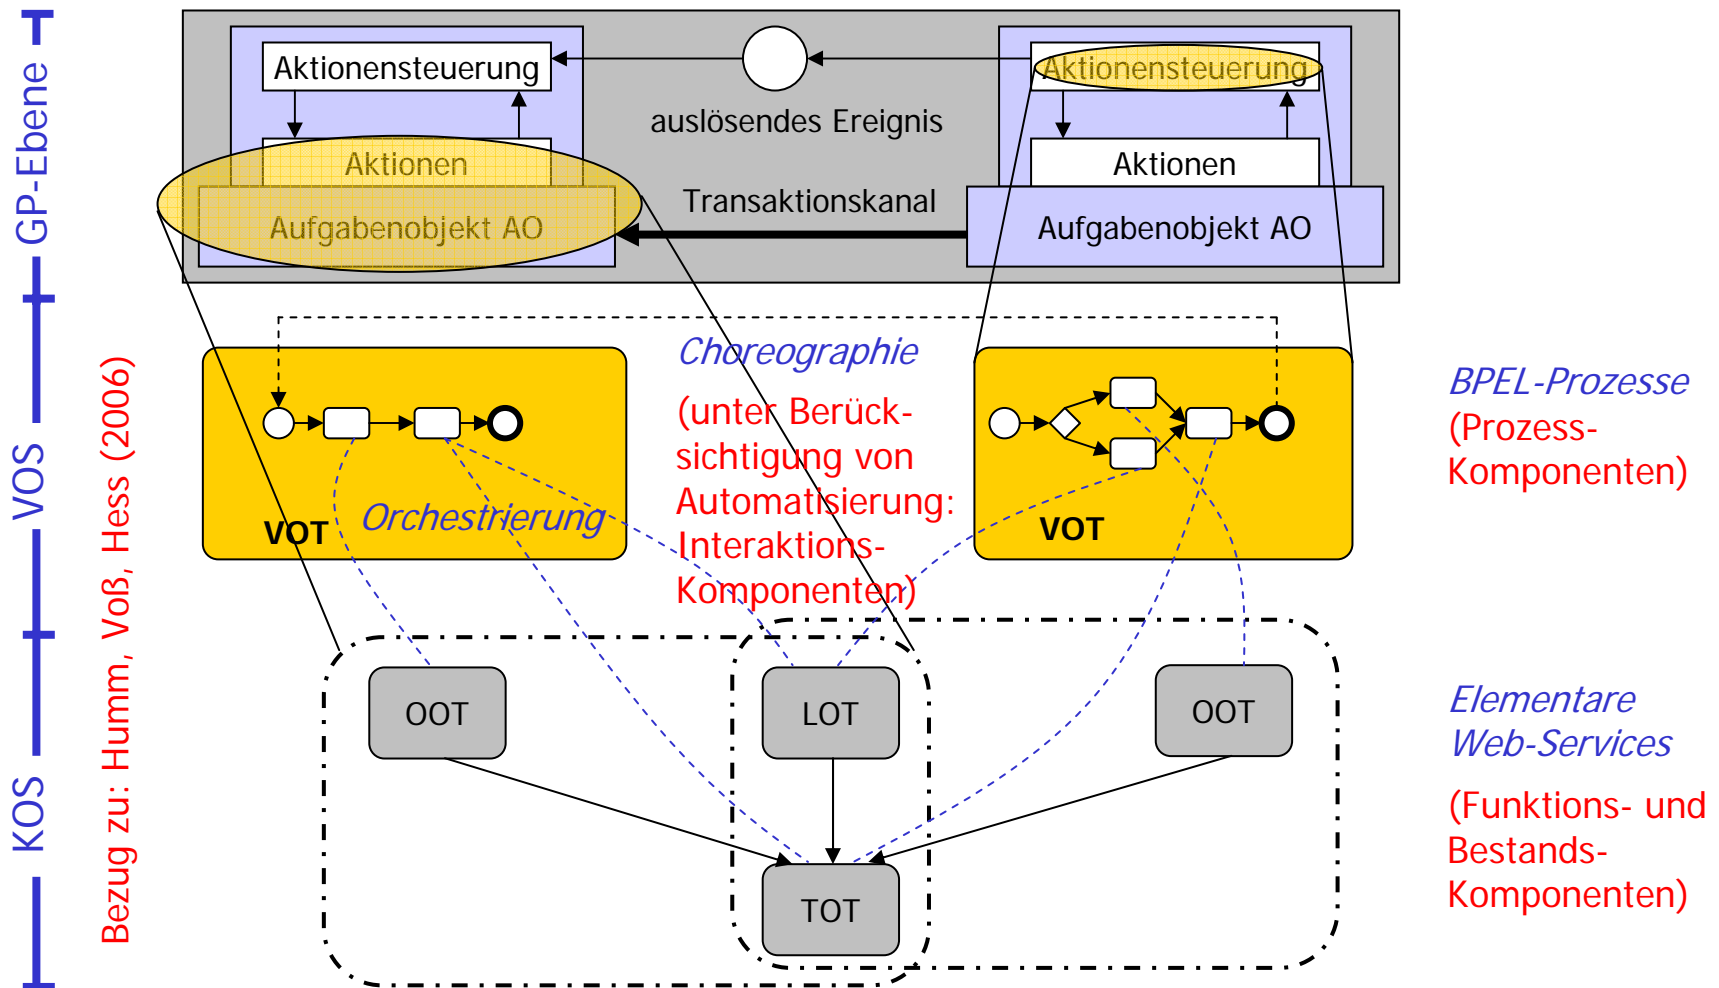 GP-Ebene
VOS
KOS
Bezug zu: Humm, Voß, Hess (2006)
Aktionensteuerung
Aktionen
Aufgabenobjekt AO
auslösendes Ereignis
Transaktionskanal
Aktionensteuerung
Aktionen
Aufgabenobjekt AO
VOT
Orchestrierung
Choreographie
(unter Berück-
sichtigung von
Automatisierung:
Interaktions-
Komponenten)
VOT
BPEL-Prozesse
(Prozess-
Komponenten)
OOT
LOT
OOT
TOT
Elementare
Web-Services
(Funktions- und
Bestands-
Komponenten)